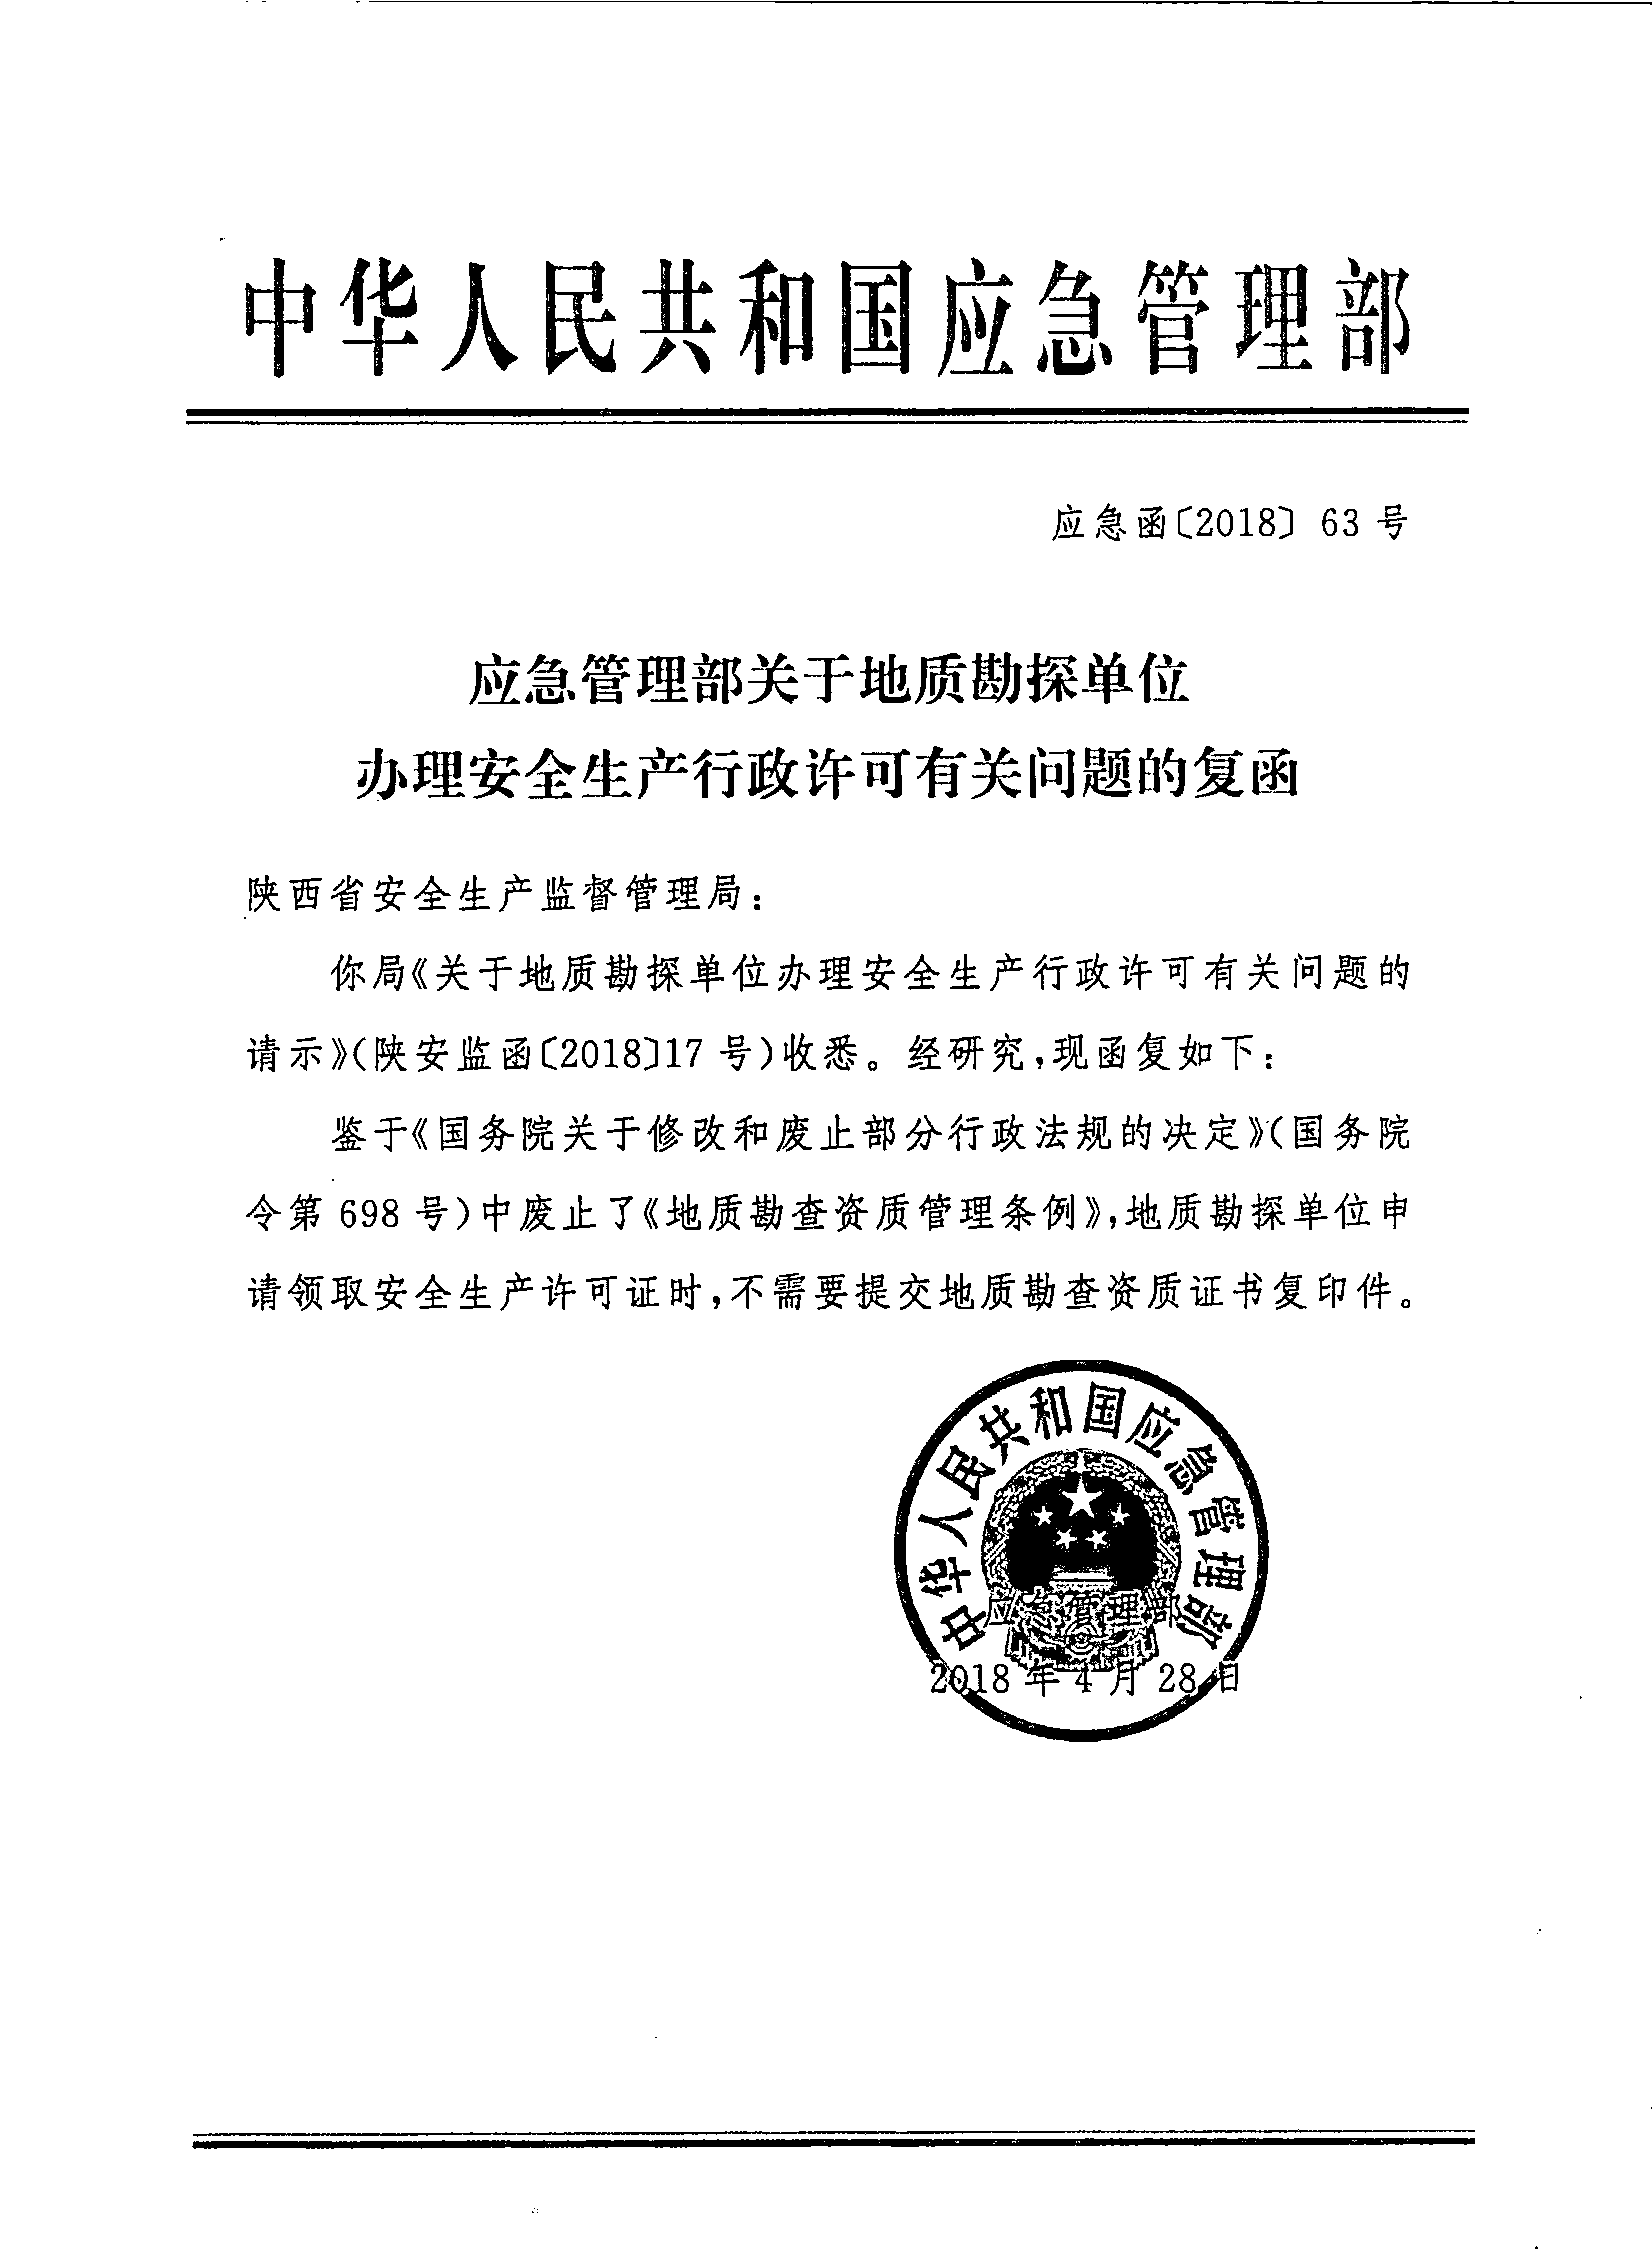 中华人民共和国应急管理部
应急函〔2018〕63号
应急管理部关于地质勘探单位
办理安全生产行政许可有关问题的复函
陕西省安全生产监督管理局：
你局《关于地质勘探单位办理安全生产行政许可有关问题的
请示》（陕安监函〔2018〕17号）收悉。经研究，现函复如下：
鉴于《国务院关于修改和废止部分行政法规的决定》（国务院
令第698号）中废止了《地质勘查资质管理条例》，地质勘探单位申
请领取安全生产许可证时，不需要提交地质勘查资质证书复印件。
中华人民共和国应急管理部
应急管理部
2018年4月28日